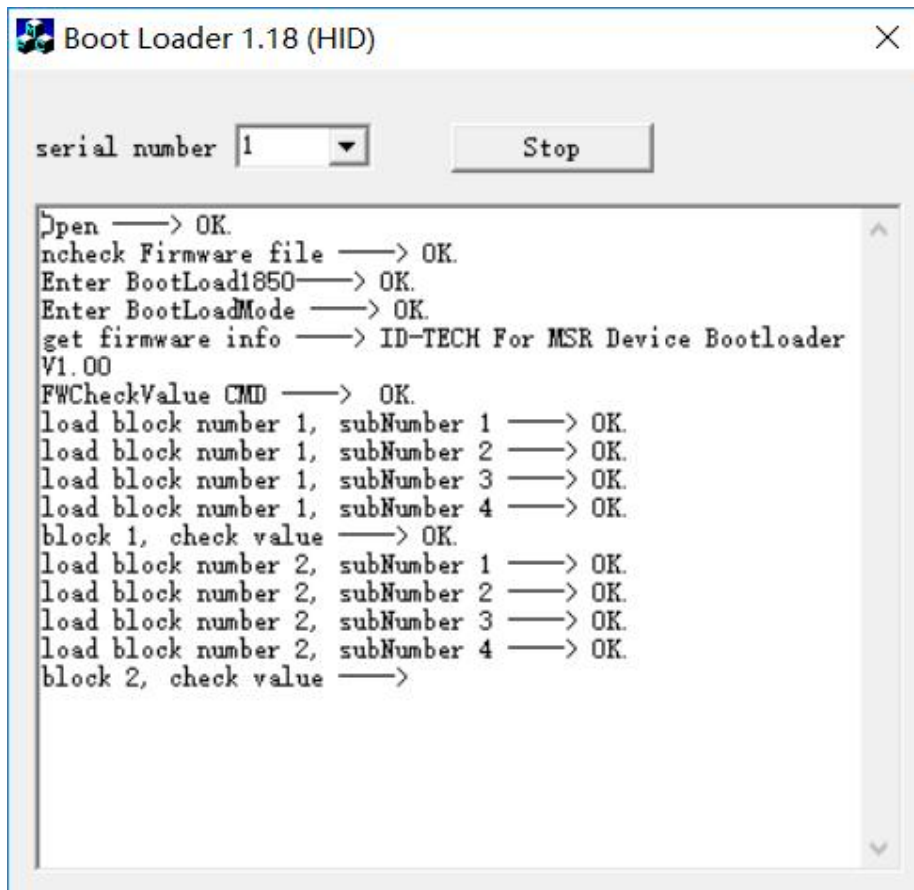 Boot Loader 1.18 (HID)
serial number 1 Stop
Open ——> OK.
ncheck Firmware file ——> OK.
Enter BootLoad1850——> OK.
Enter BootLoadMode ——> OK.
get firmware info ——> ID-TECH For MSR Device Bootloader
V1.00
FWCheckValue CMD ——> OK.
load block number 1, subNumber 1 ——> OK.
load block number 1, subNumber 2 ——> OK.
load block number 1, subNumber 3 ——> OK.
load block number 1, subNumber 4 ——> OK.
block 1, check value ——> OK.
load block number 2, subNumber 1 ——> OK.
load block number 2, subNumber 2 ——> OK.
load block number 2, subNumber 3 ——> OK.
load block number 2, subNumber 4 ——> OK.
block 2, check value ——>